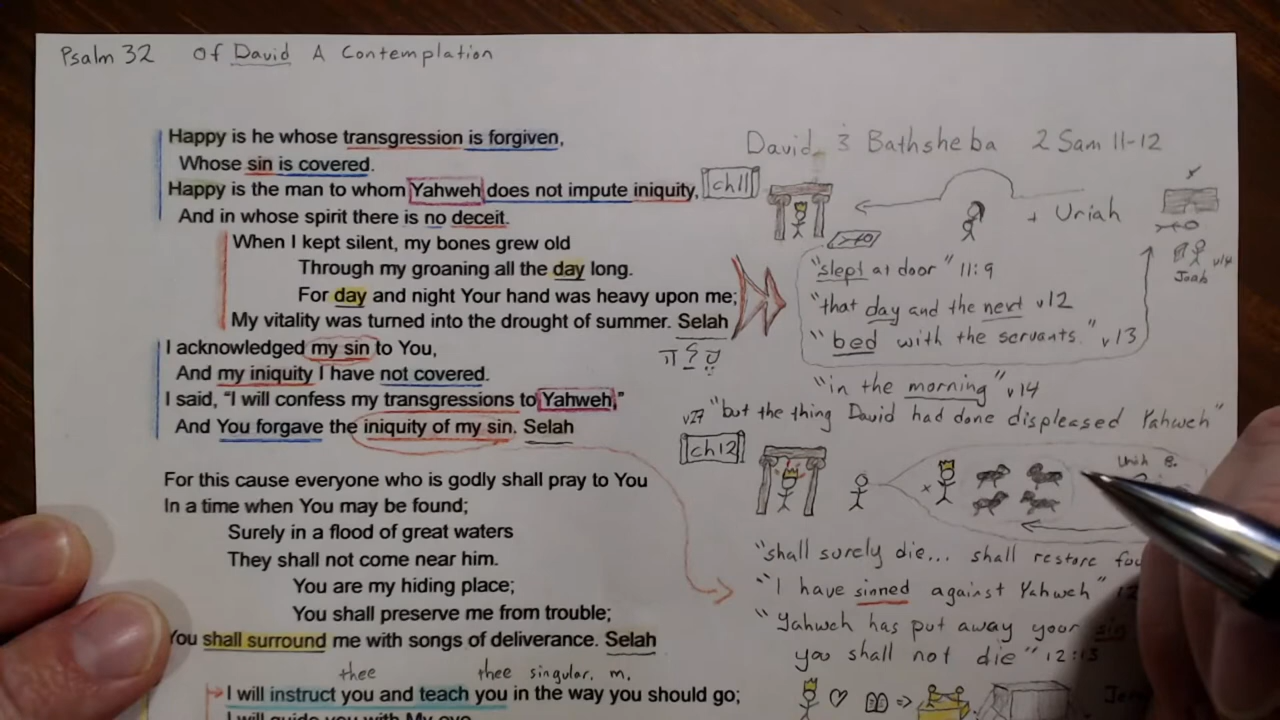 Psalm 32 Of David A Contemplation
Happy is he whose transgression is forgiven,
Whose sin is covered.
Happy is the man to whom Yahweh does not impute iniquity,
And in whose spirit there is no deceit.
When I kept silent, my bones grew old
Through my groaning all the day long.
For day and night Your hand was heavy upon me;
My vitality was turned into the drought of summer. Selah
I acknowledged my sin to You,
And my iniquity I have not covered.
I said, “I will confess my transgressions to Yahweh,”
And You forgave the iniquity of my sin. Selah
For this cause everyone who is godly shall pray to You
In a time when You may be found;
Surely in a flood of great waters
They shall not come near him.
You are my hiding place;
You shall preserve me from trouble;
You shall surround me with songs of deliverance. Selah
thee thee singular, m.
I will instruct you and teach you in the way you should go;
I will guide you with My eye.
David & Bathsheba 2 Sam 11-12
ch11
+ Uriah
Joab v14
"slept at door" 11:9
"that day and the next v12
"bed with the servants." v13
"in the morning" v14
v27 "but the thing David had done displeased Yahweh"
ch12
Uriah &
"shall surely die... shall restore
"I have sinned against Yahweh"
"Yahweh has put away your sin
you shall not die" 12:13